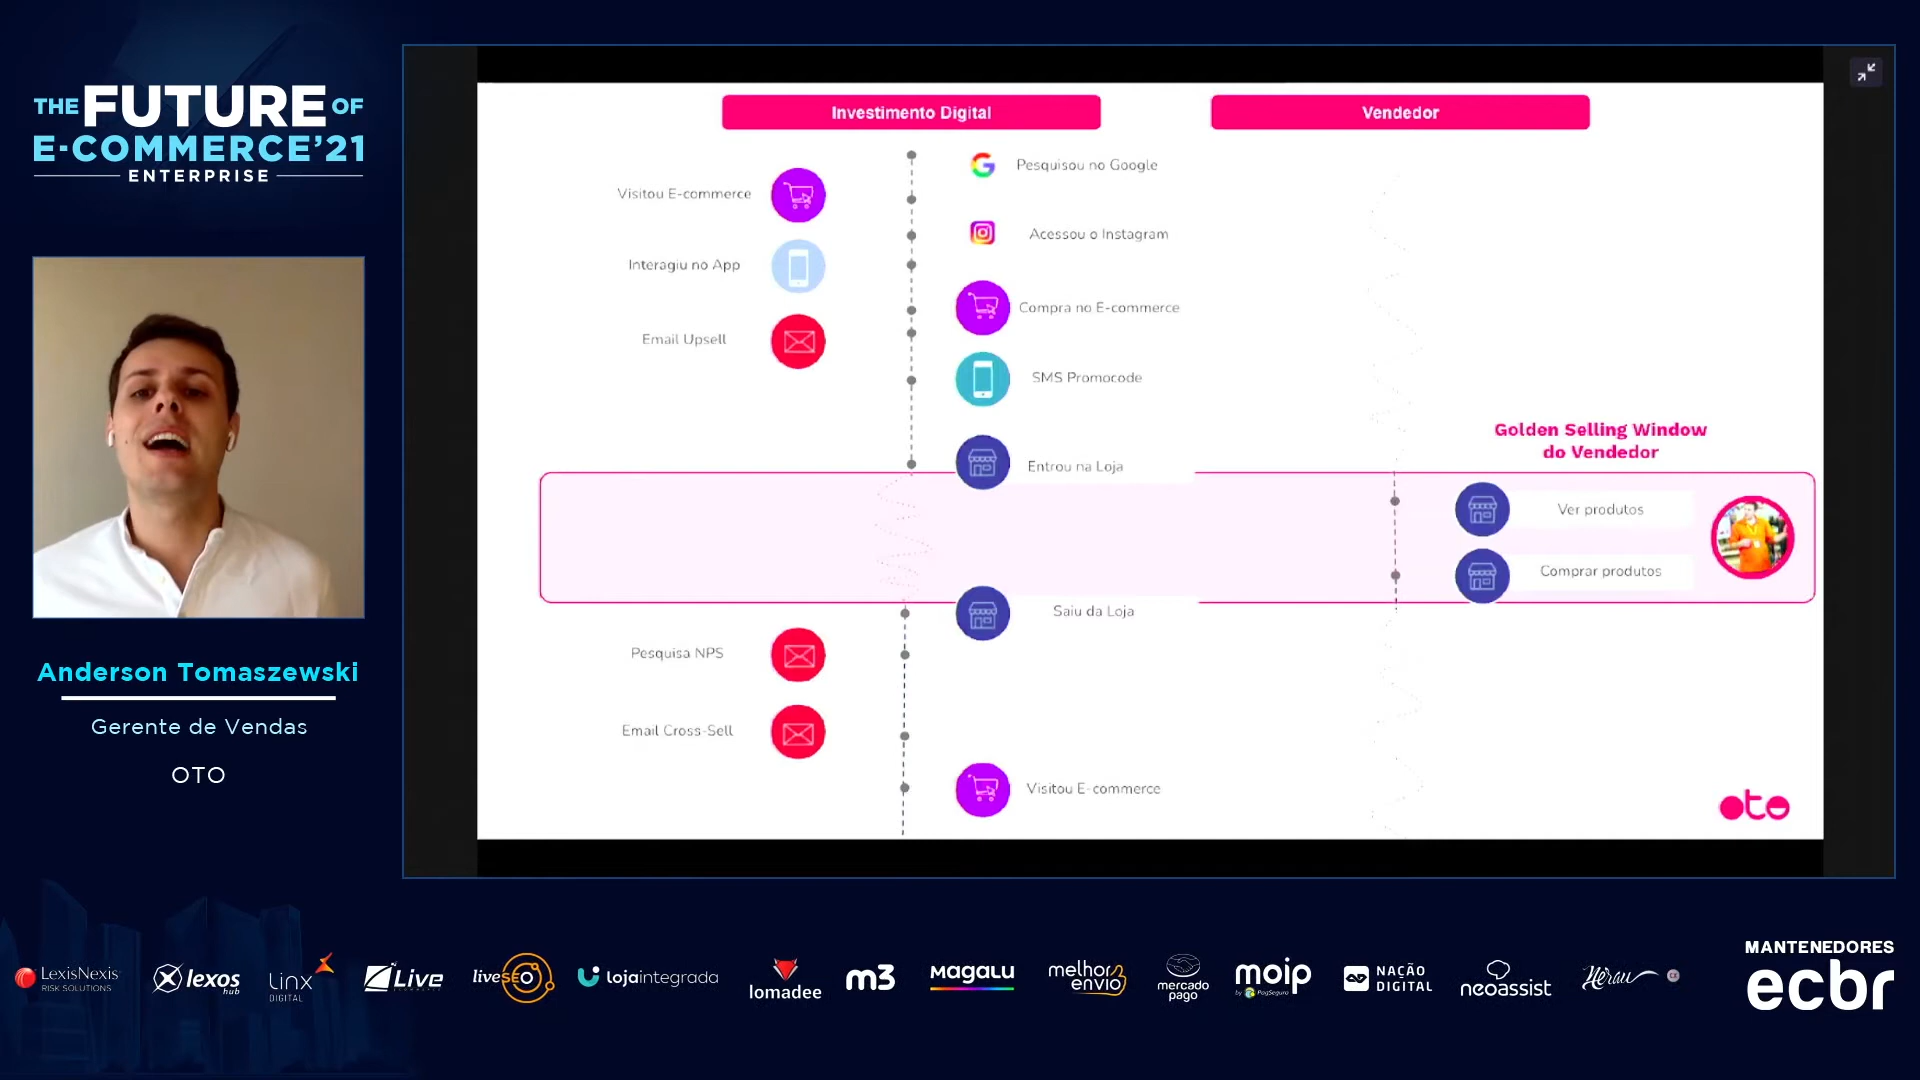 THE FUTURE OF
E-COMMERCE'21
ENTERPRISE
Anderson Tomaszewski
Gerente de Vendas
OTO
Investimento Digital
Vendedor
Pesquisou no Google
Visitou E-commerce
Acessou o Instagram
Interagiu no App
Compra no E-commerce
Email Upsell
SMS Promocode
Golden Selling Window
do Vendedor
Entrou na Loja
Ver produtos
Comprar produtos
Saiu da Loja
Pesquisa NPS
Email Cross-Sell
Visitou E-commerce
oto
LexisNexis
RISK SOLUTIONS
lexos
hub
Linx
DIGITAL
Live
liveSEO
lojaintegrada
lomadee
m3
Magalu
melhor
envio
mercado
pago
moip
by PagSeguro
NAÇÃO
DIGITAL
neoassist
MANTENEDORES
ecbr